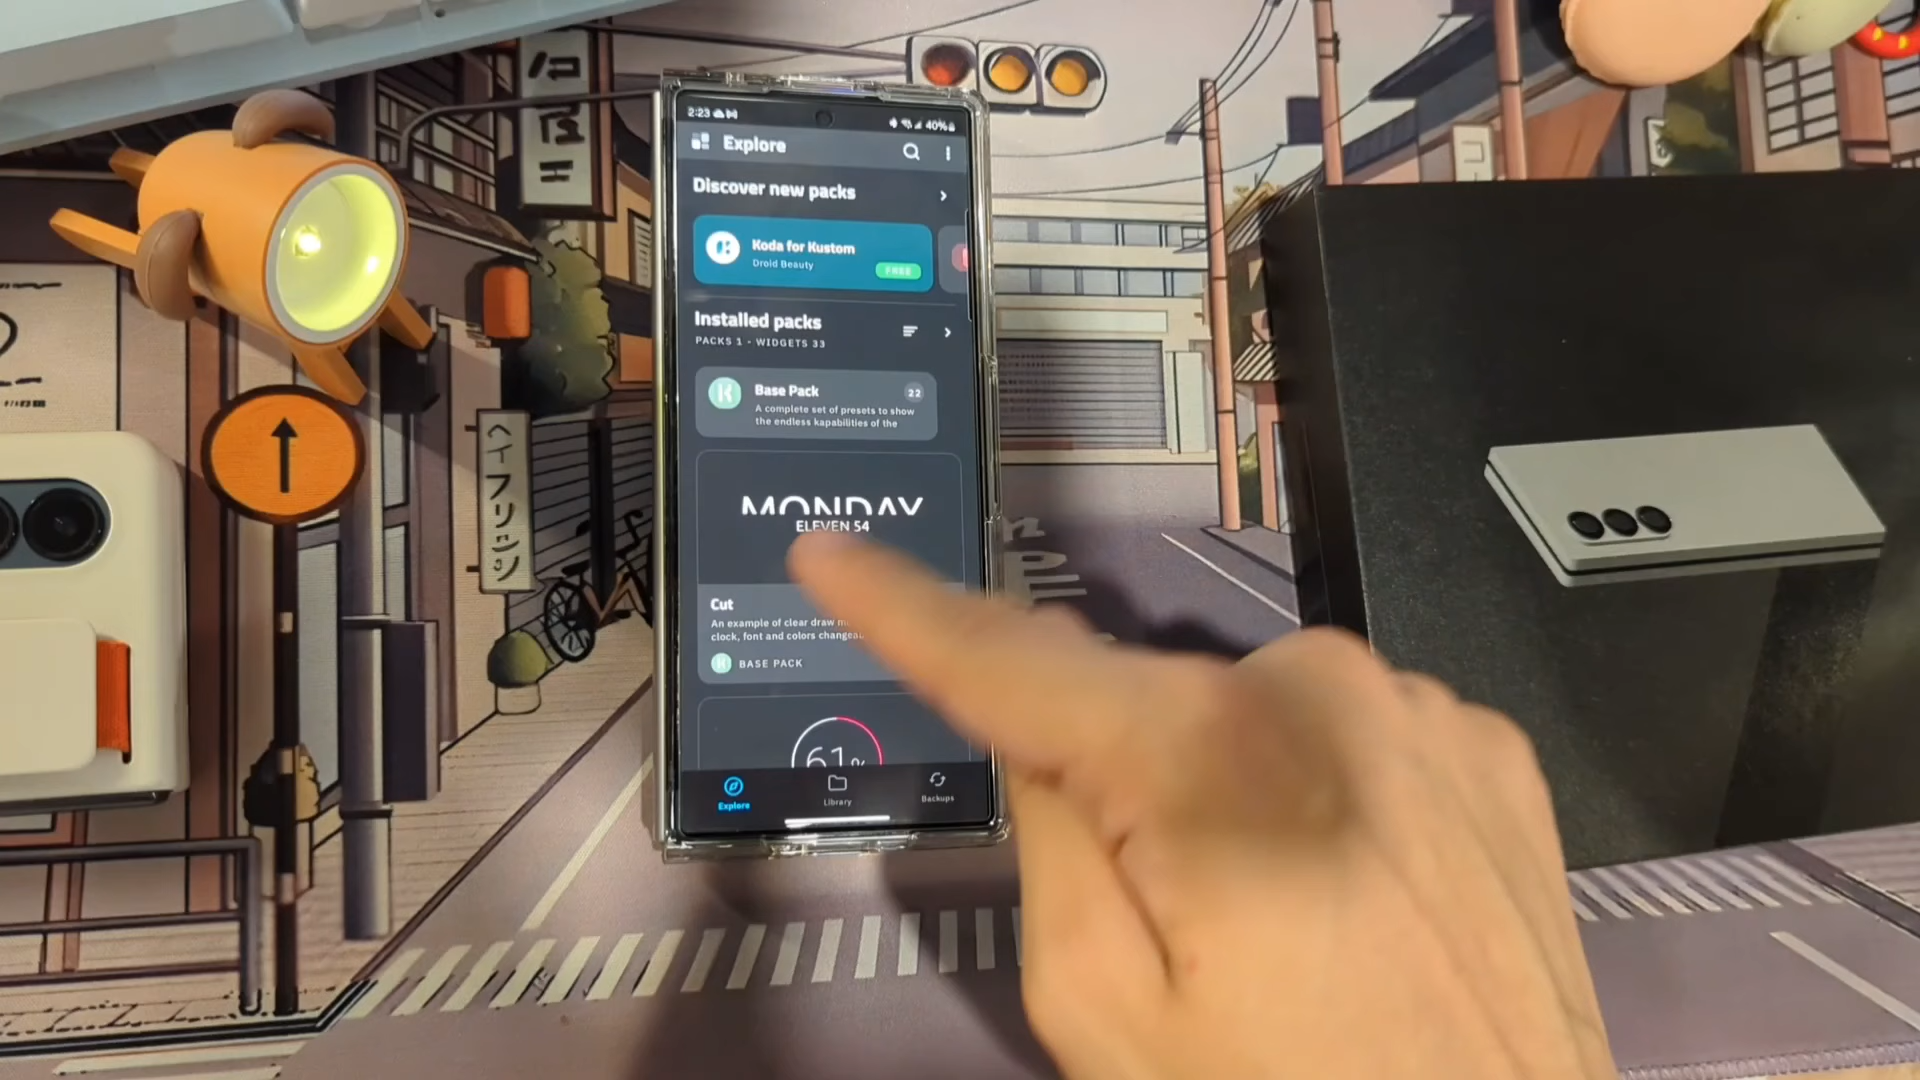 2:23
40%
Explore
Discover new packs
Koda for Kustom
Droid Beauty
FREE
Installed packs
PACKS 1 - WIDGETS 33
Base Pack
22
A complete set of presets to show
the endless kapabilities of the
MONDAY
ELEVEN 54
Cut
An example of clear draw
clock, font and colors
BASE PACK
61%
Explore
Library
Backups